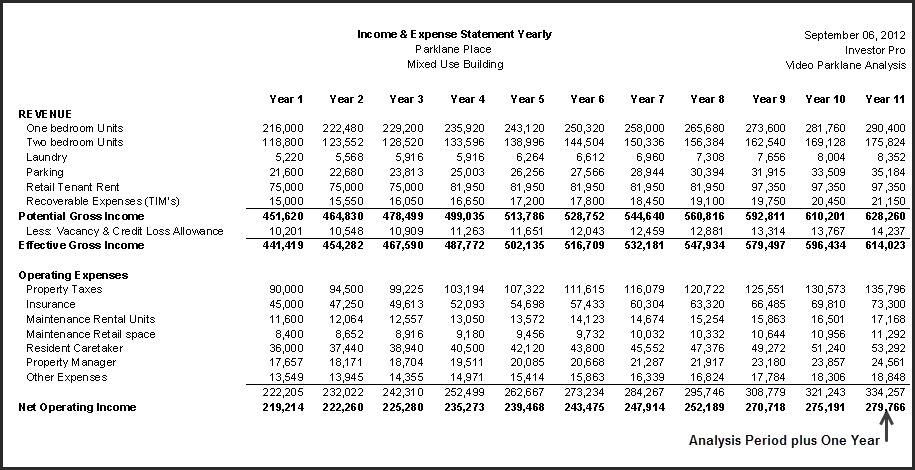 Income & Expense Statement Yearly September 06, 2012
Parklane Place Investor Pro
Mixed Use Building Video Parklane Analysis
Year 1 Year 2 Year 3 Year 4 Year 5 Year 6 Year 7 Year 8 Year 9 Year 10 Year 11
REVENUE
One bedroom Units 216,000 222,480 229,200 235,920 243,120 250,320 258,000 265,680 273,600 281,760 290,400
Two bedroom Units 118,800 123,552 128,520 133,596 138,996 144,504 150,336 156,384 162,540 169,128 175,824
Laundry 5,220 5,568 5,916 5,916 6,264 6,612 6,960 7,308 7,656 8,004 8,352
Parking 21,600 22,680 23,813 25,003 26,256 27,566 28,944 30,394 31,915 33,509 35,184
Retail Tenant Rent 75,000 75,000 75,000 81,950 81,950 81,950 81,950 81,950 97,350 97,350 97,350
Recoverable Expenses (TIM's) 15,000 15,550 16,050 16,650 17,200 17,800 18,450 19,100 19,750 20,450 21,150
Potential Gross Income 451,620 464,830 478,499 499,035 513,786 528,752 544,640 560,816 592,811 610,201 628,260
Less: Vacancy & Credit Loss Allowance 10,201 10,548 10,909 11,263 11,651 12,043 12,459 12,881 13,314 13,767 14,237
Effective Gross Income 441,419 454,282 467,590 487,772 502,135 516,709 532,181 547,934 579,497 596,434 614,023
Operating Expenses
Property Taxes 90,000 94,500 99,225 103,194 107,322 111,615 116,079 120,722 125,551 130,573 135,796
Insurance 45,000 47,250 49,613 52,093 54,698 57,433 60,304 63,320 66,485 69,810 73,300
Maintenance Rental Units 11,600 12,064 12,557 13,050 13,572 14,123 14,674 15,254 15,863 16,501 17,168
Maintenance Retail space 8,400 8,652 8,916 9,180 9,456 9,732 10,032 10,332 10,644 10,956 11,292
Resident Caretaker 36,000 37,440 38,940 40,500 42,120 43,800 45,552 47,376 49,272 51,240 53,292
Property Manager 17,657 18,171 18,704 19,511 20,085 20,668 21,287 21,917 23,180 23,857 24,561
Other Expenses 13,549 13,945 14,355 14,971 15,414 15,863 16,339 16,824 17,784 18,306 18,848
222,205 232,022 242,310 252,499 262,667 273,234 284,267 295,746 308,779 321,243 334,257
Net Operating Income 219,214 222,260 225,280 235,273 239,468 243,475 247,914 252,189 270,718 275,191 279,766
Analysis Period plus One Year